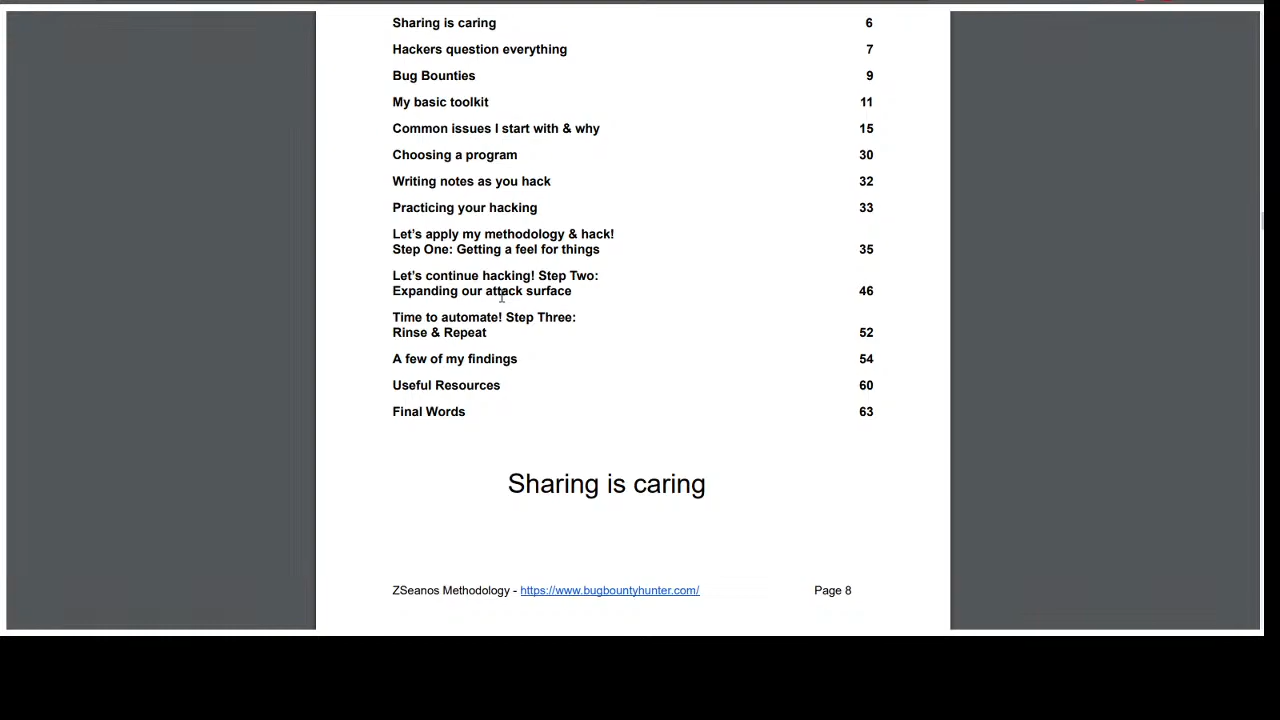 Sharing is caring 6
Hackers question everything 7
Bug Bounties 9
My basic toolkit 11
Common issues I start with & why 15
Choosing a program 30
Writing notes as you hack 32
Practicing your hacking 33
Let’s apply my methodology & hack!
Step One: Getting a feel for things 35
Let’s continue hacking! Step Two:
Expanding our attack surface 46
Time to automate! Step Three:
Rinse & Repeat 52
A few of my findings 54
Useful Resources 60
Final Words 63
Sharing is caring
ZSeanos Methodology - https://www.bugbountyhunter.com/ Page 8